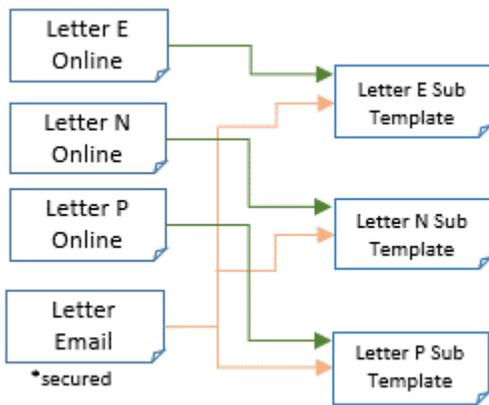 Letter E
Online
Letter N
Online
Letter P
Online
Letter
Email
*secured
Letter E Sub
Template
Letter N Sub
Template
Letter P Sub
Template